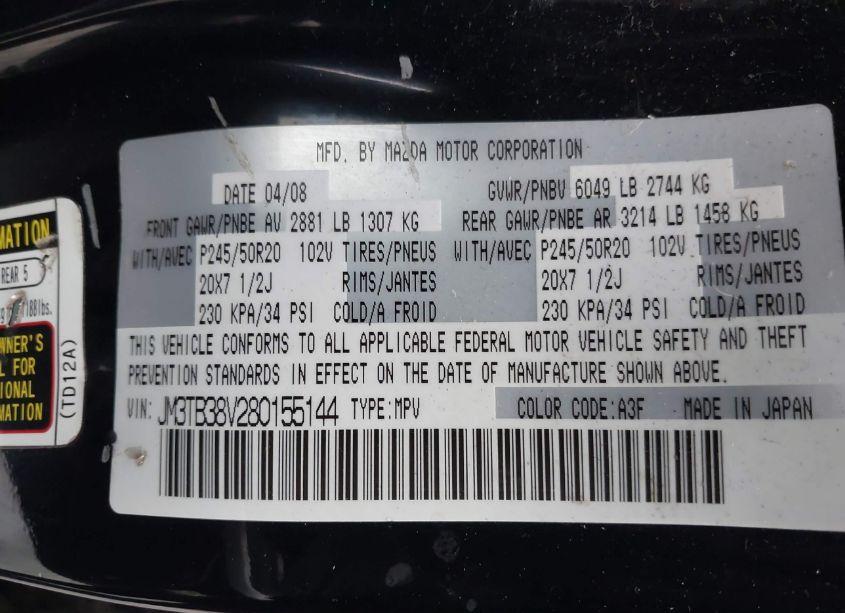 MFD. BY MAZDA MOTOR CORPORATION
DATE 04/08 GVWR/PNBV 6049 LB 2744 KG
FRONT GAWR/PNBE AV 2881 LB 1307 KG REAR GAWR/PNBE AR 3214 LB 1458 KG
WITH/AVEC P245/50R20 102V TIRES/PNEUS WITH/AVEC P245/50R20 102V TIRES/PNEUS
20X7 1/2J RIMS/JANTES 20X7 1/2J RIMS/JANTES
230 KPA/34 PSI COLD/A FROID 230 KPA/34 PSI COLD/A FROID
THIS VEHICLE CONFORMS TO ALL APPLICABLE FEDERAL MOTOR VEHICLE SAFETY AND THEFT
PREVENTION STANDARDS IN EFFECT ON THE DATE OF MANUFACTURE SHOWN ABOVE.
VIN: JM3TB38V280155144 TYPE:MPV COLOR CODE:A3F MADE IN JAPAN
MATION
REAR 5
188lbs.
WNER'S
L FOR
TIONAL
MATION
(TD12A)